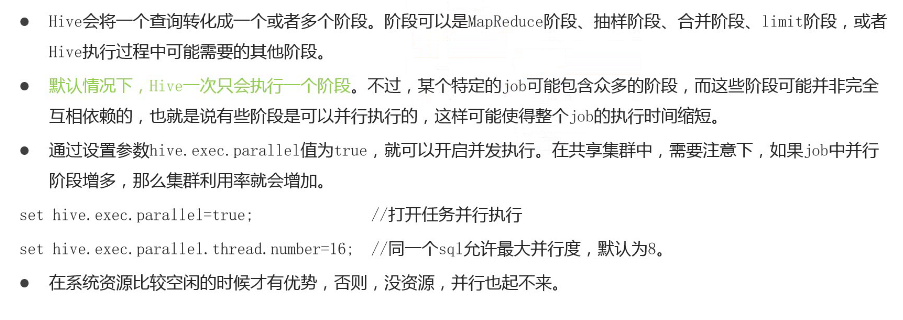 ● Hive会将一个查询转化成一个或者多个阶段。阶段可以是MapReduce阶段、抽样阶段、合并阶段、limit阶段，或者
Hive执行过程中可能需要的其他阶段。
● 默认情况下，Hive一次只会执行一个阶段。不过，某个特定的job可能包含众多的阶段，而这些阶段可能并非完全
互相依赖的，也就是说有些阶段是可以并行执行的，这样可能使得整个job的执行时间缩短。
● 通过设置参数hive.exec.parallel值为true，就可以开启并发执行。在共享集群中，需要注意下，如果job中并行
阶段增多，那么集群利用率就会增加。
set hive.exec.parallel=true; //打开任务并行执行
set hive.exec.parallel.thread.number=16; //同一个sql允许最大并行度，默认为8。
● 在系统资源比较空闲的时候才有优势，否则，没资源，并行也起不来。